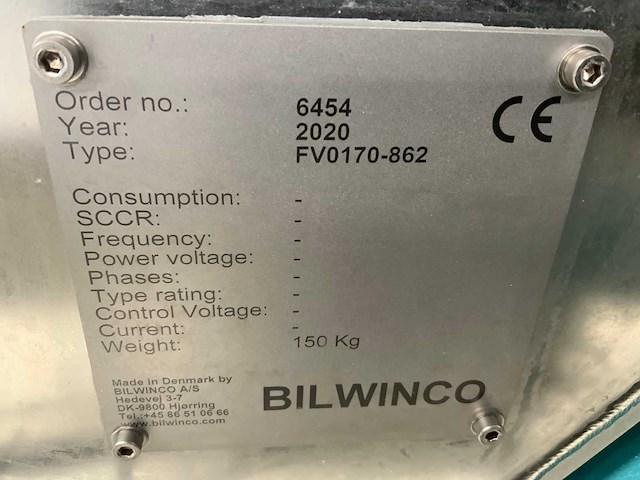 Order no.: 6454
Year: 2020
Type: FV0170-862
CE
Consumption: -
SCCR: -
Frequency: -
Power voltage: -
Phases: -
Type rating: -
Control Voltage: -
Current: -
Weight: 150 Kg
Made in Denmark by
BILWINCO A/S
Hedevej 3-7
DK-9800 Hjørring
Tel.:+45 86 51 06 66
www.bilwinco.com
BILWINCO